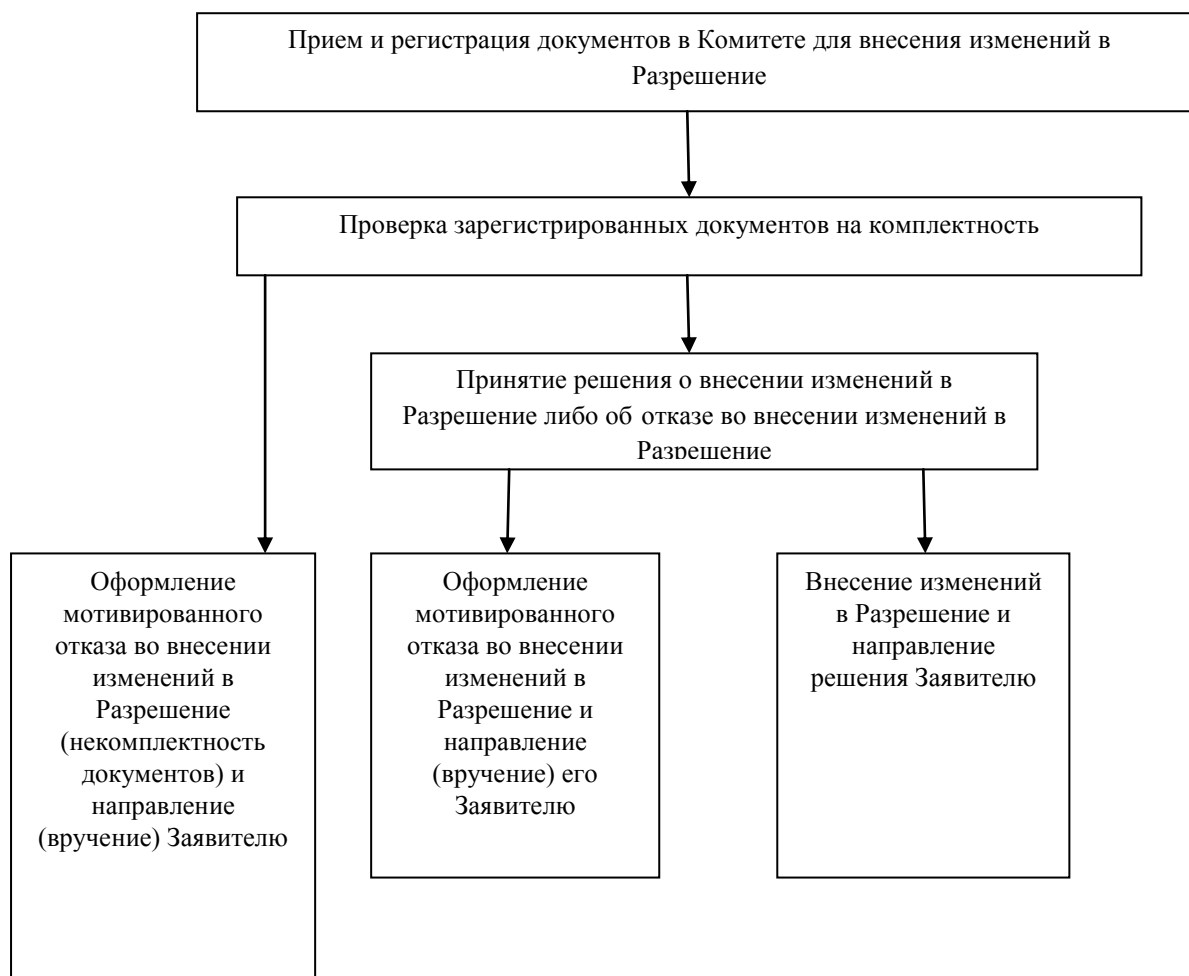 Прием и регистрация документов в Комитете для внесения изменений в
Разрешение
Проверка зарегистрированных документов на комплектность
Принятие решения о внесении изменений в
Разрешение либо об отказе во внесении изменений в
Разрешение
Оформление
мотивированного
отказа во внесении
изменений в
Разрешение
(некомплектность
документов) и
направление
(вручение) Заявителю
Оформление
мотивированного
отказа во внесении
изменений в
Разрешение и
направление
(вручение) его
Заявителю
Внесение изменений
в Разрешение и
направление
решения Заявителю